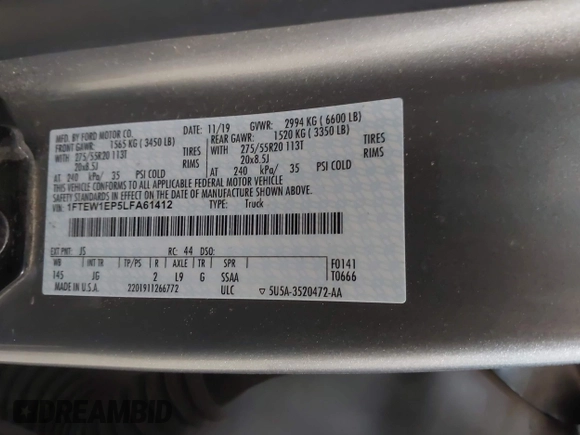 MFD. BY FORD MOTOR CO.
DATE: 11/19 GVWR: 2994 KG (6600 LB)
FRONT GAWR: 1565 KG (3450 LB) REAR GAWR: 1520 KG (3350 LB)
WITH 275/55R20 113T TIRES WITH 275/55R20 113T TIRES
20x8.5J RIMS 20x8.5J RIMS
AT 240 kPa/ 35 PSI COLD AT 240 kPa/ 35 PSI COLD
THIS VEHICLE CONFORMS TO ALL APPLICABLE FEDERAL MOTOR VEHICLE
SAFETY STANDARDS IN EFFECT ON THE DATE OF MANUFACTURE SHOWN ABOVE.
VIN: 1FTEW1EP5LFA61412 TYPE: Truck
EXT PNT: JS RC: 44 DSO: F0141
WB INT TR TP/PS R AXLE TR SPR T0666
145 JG 2 L9 G SSAA
MADE IN U.S.A. 2201911266772 ULC ▽ 5U5A-3520472-AA
DREAMBID